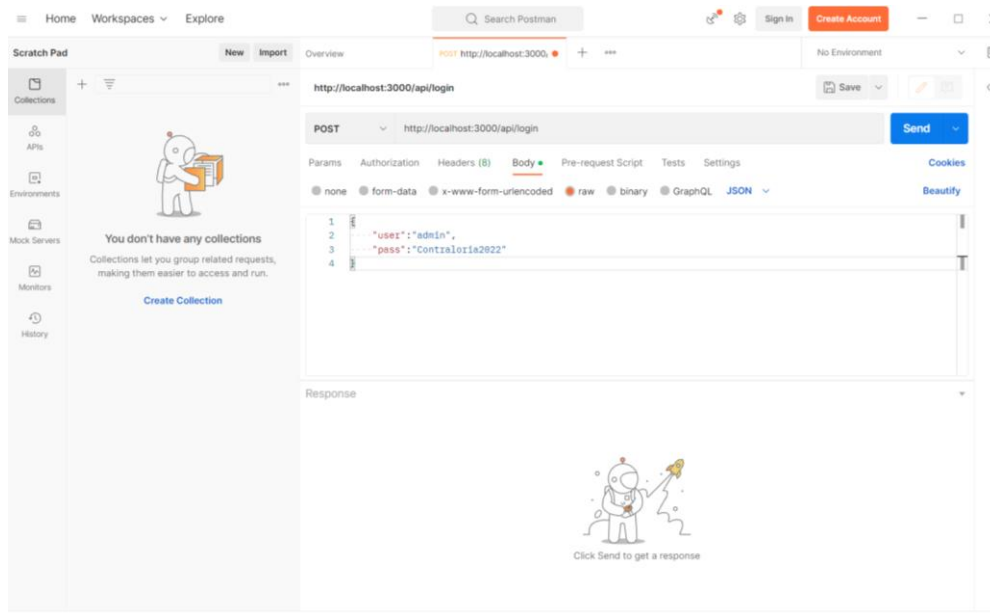 Home Workspaces Explore Search Postman Sign In Create Account
Scratch Pad New Import Overview POST http://localhost:3000/ No Environment
Collections
http://localhost:3000/api/login Save
POST http://localhost:3000/api/login Send
APIs
Params Authorization Headers (8) Body Pre-request Script Tests Settings Cookies
Environments
none form-data x-www-form-urlencoded raw binary GraphQL JSON Beautify
Mock Servers
Monitors
History
You don't have any collections
Collections let you group related requests,
making them easier to access and run.
Create Collection
1 {
2 "user":"admin",
3 "pass":"Contraloria2022"
4 }
Response
Click Send to get a response